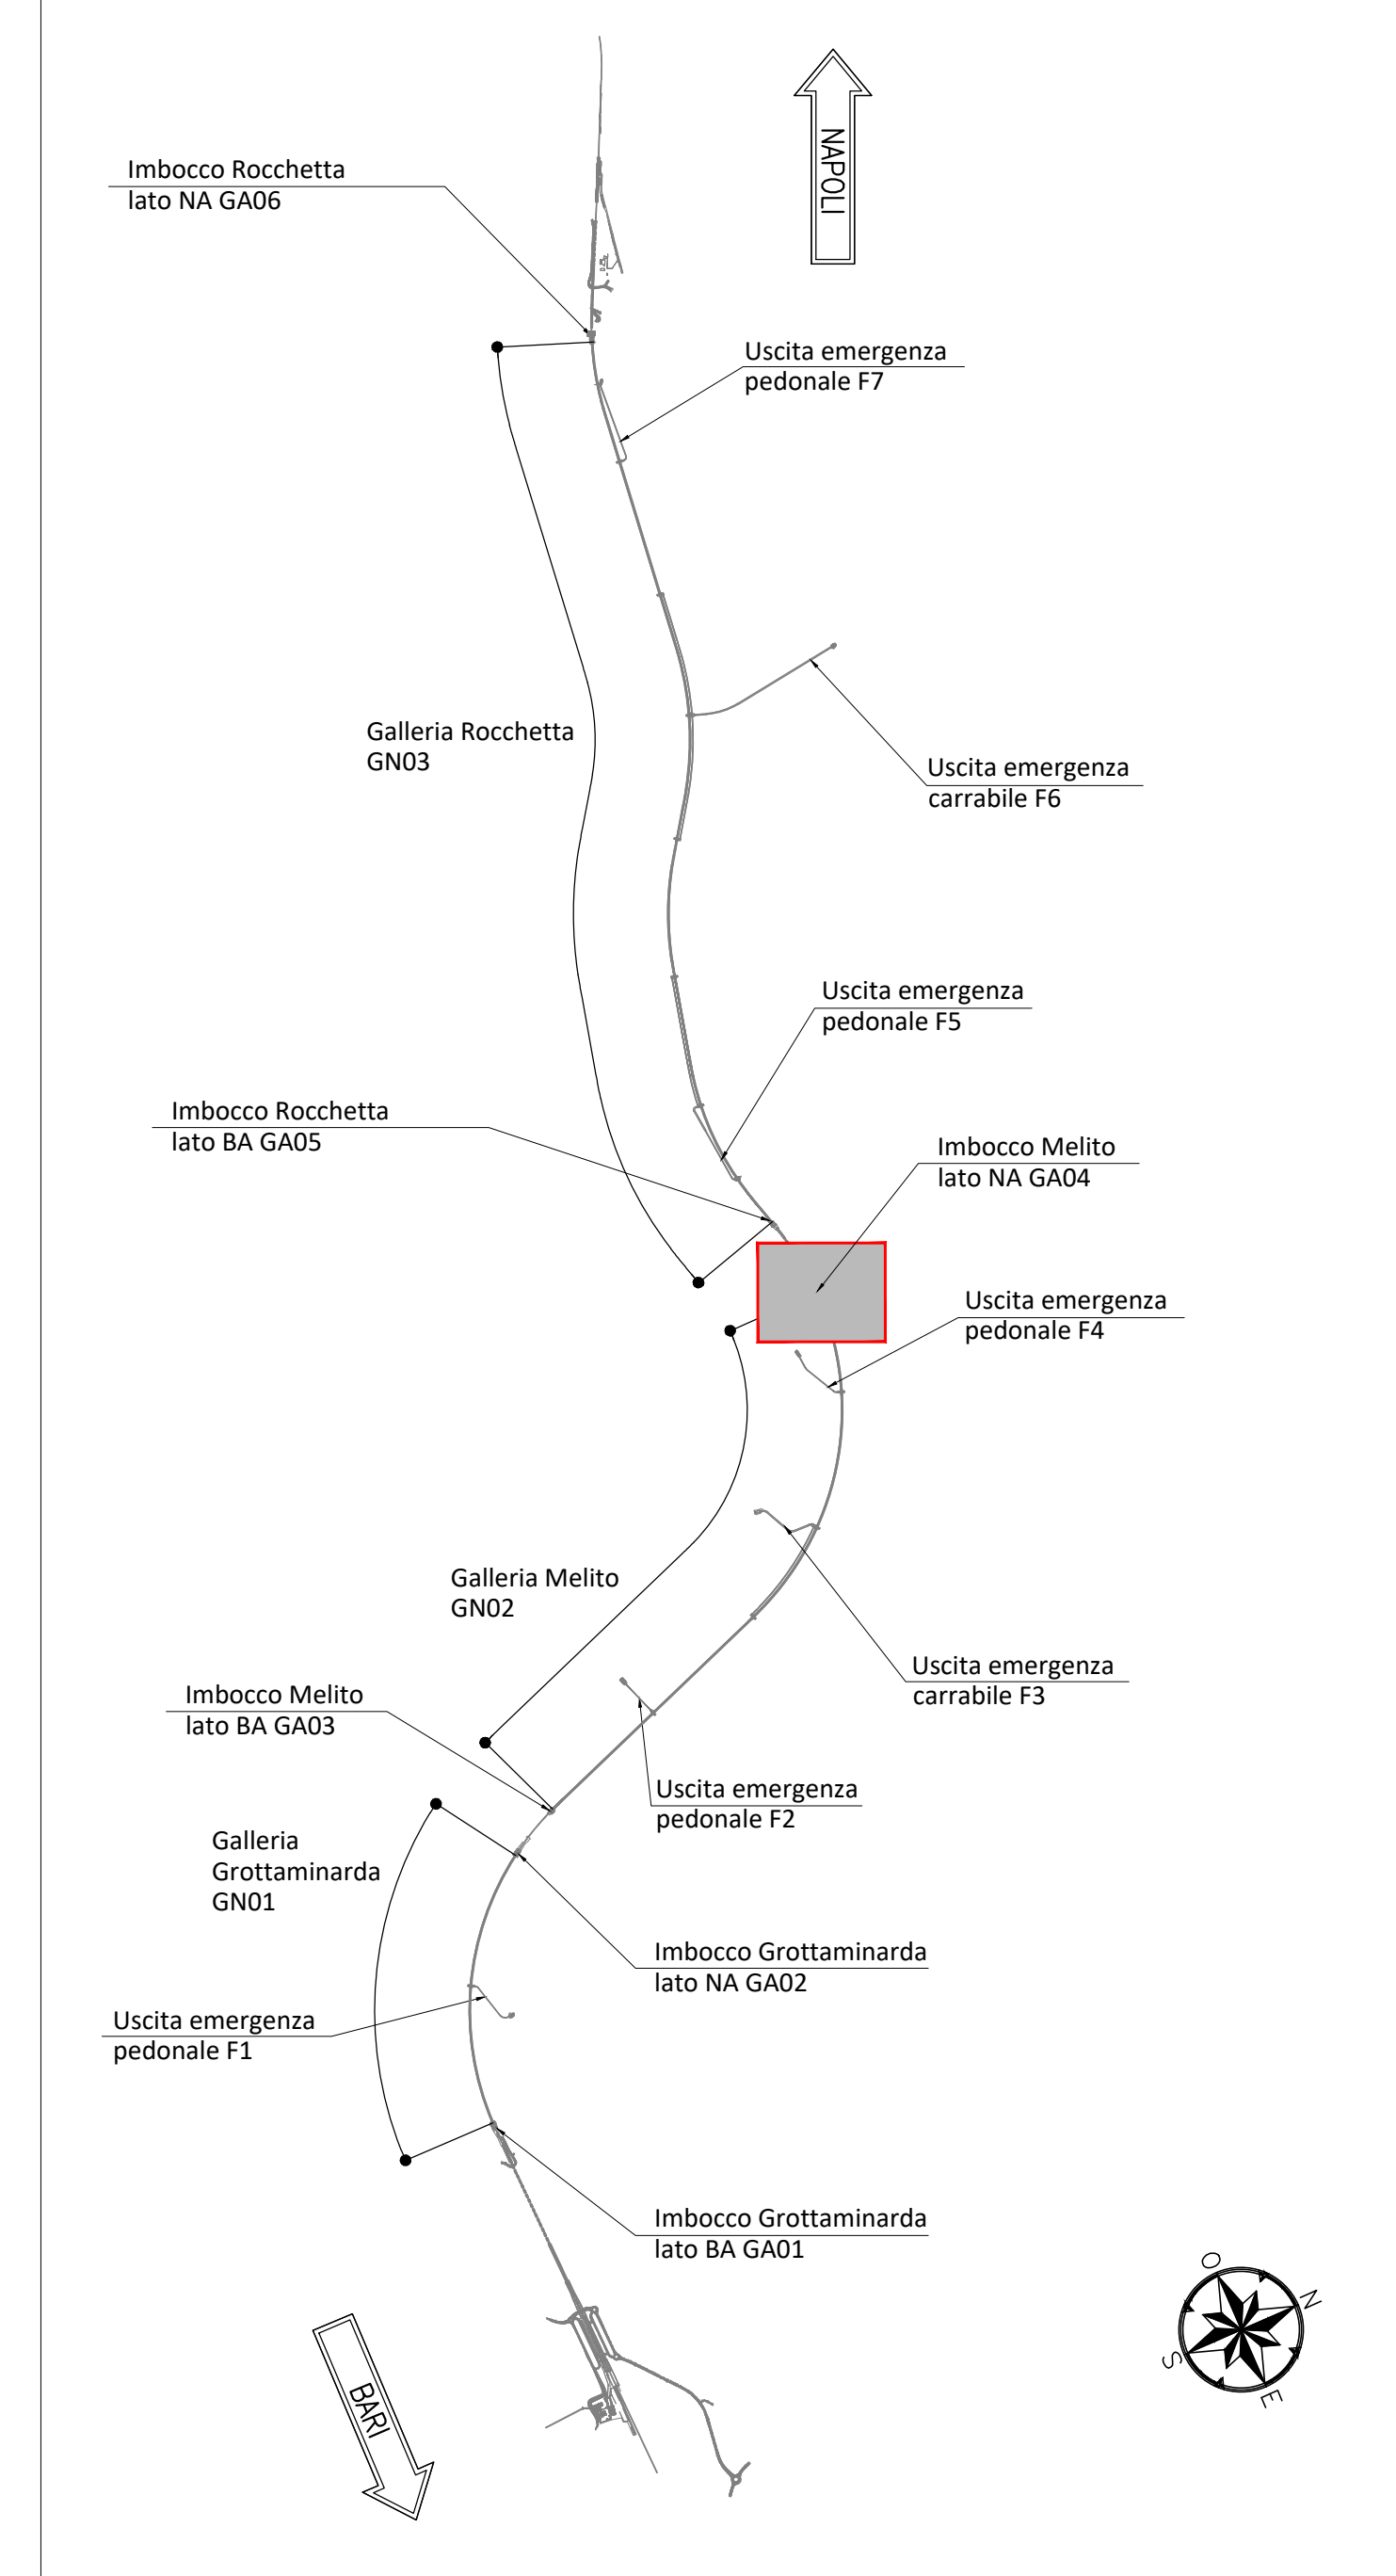 NAPOLI
Imbocco Rocchetta
lato NA GA06
Uscita emergenza
pedonale F7
Galleria Rocchetta
GN03
Uscita emergenza
carrabile F6
Uscita emergenza
pedonale F5
Imbocco Rocchetta
lato BA GA05
Imbocco Melito
lato NA GA04
Uscita emergenza
pedonale F4
Galleria Melito
GN02
Uscita emergenza
carrabile F3
Imbocco Melito
lato BA GA03
Uscita emergenza
pedonale F2
Galleria
Grottaminarda
GN01
Imbocco Grottaminarda
lato NA GA02
Uscita emergenza
pedonale F1
Imbocco Grottaminarda
lato BA GA01
O
N
S
E
BARI